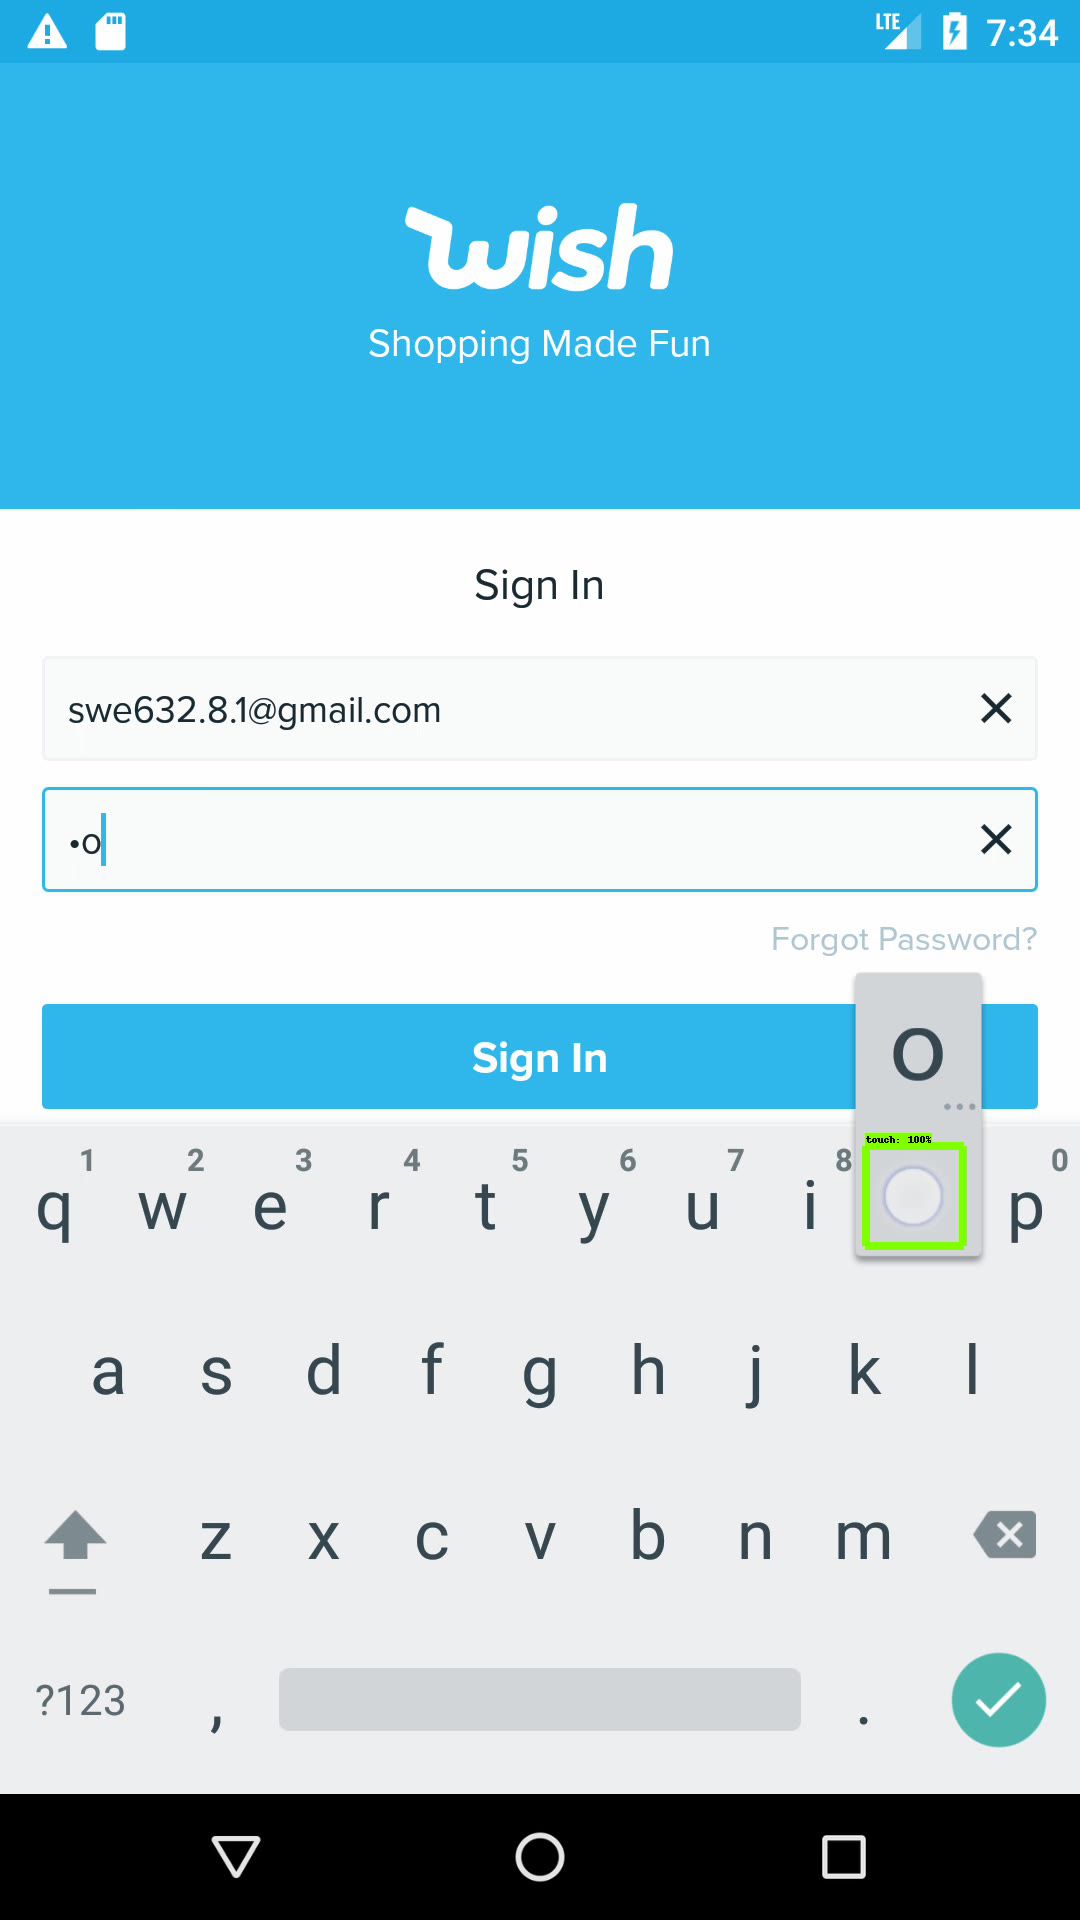 LTE 7:34
wish
Shopping Made Fun
Sign In
swe632.8.1@gmail.com
•o
Forgot Password?
Sign In
o
touch: 100%
1 2 3 4 5 6 7 8 0
q w e r t y u i p
a s d f g h j k l
z x c v b n m
?123 , .